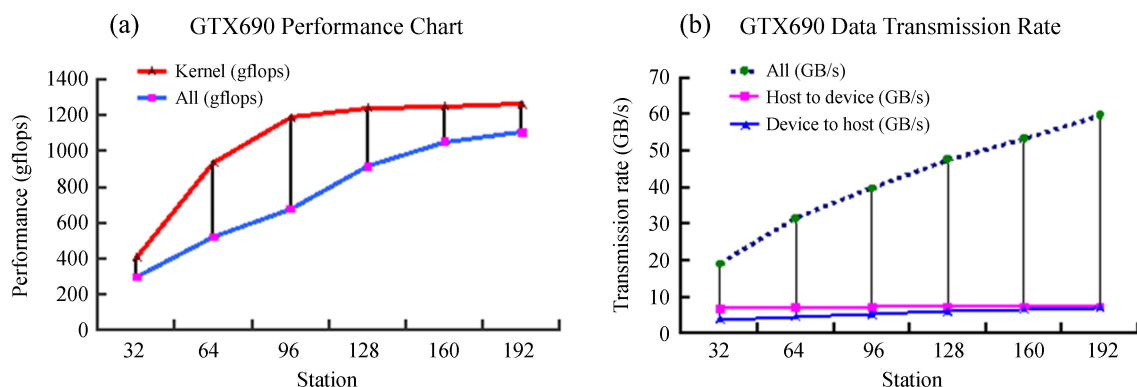 (a) GTX690 Performance Chart
Kernel (gflops)
All (gflops)
Performance (gflops)
1400
1200
1000
800
600
400
200
0
32 64 96 128 160 192
Station
(b) GTX690 Data Transmission Rate
All (GB/s)
Host to device (GB/s)
Device to host (GB/s)
Transmission rate (GB/s)
70
60
50
40
30
20
10
0
32 64 96 128 160 192
Station